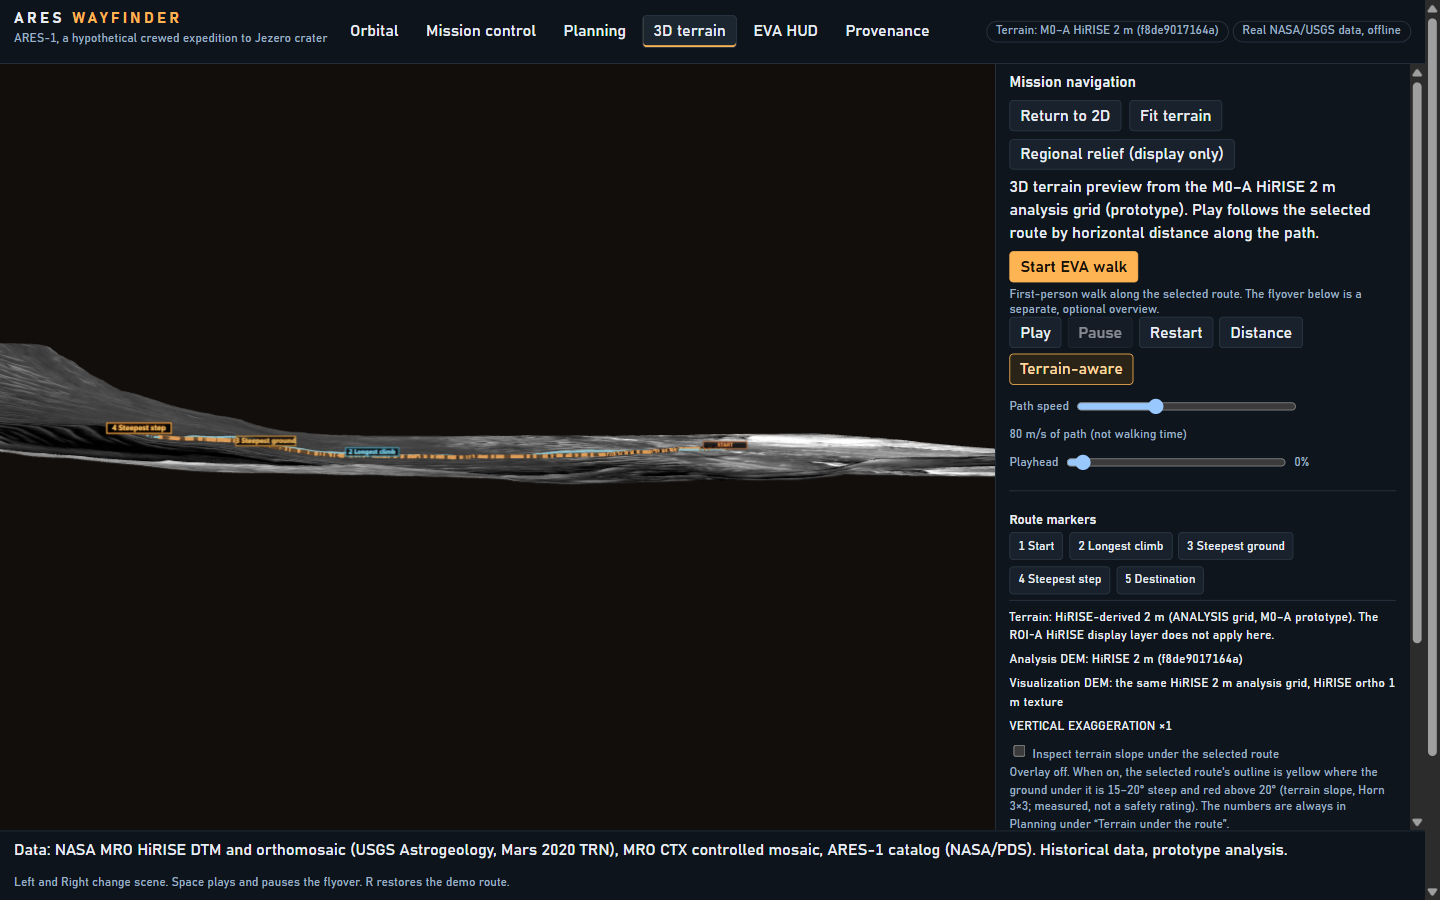 ARES WAYFINDER
ARES-1, a hypothetical crewed expedition to Jezero crater
Orbital
Mission control
Planning
3D terrain
EVA HUD
Provenance
Terrain: M0-A HiRISE 2 m (f8de9017164a)
Real NASA/USGS data, offline
4 Steepest step
3 Steepest ground
2 Longest climb
START
Mission navigation
Return to 2D
Fit terrain
Regional relief (display only)
3D terrain preview from the M0-A HiRISE 2 m
analysis grid (prototype). Play follows the selected
route by horizontal distance along the path.
Start EVA walk
First-person walk along the selected route. The flyover below is a
separate, optional overview.
Play
Pause
Restart
Distance
Terrain-aware
Path speed
80 m/s of path (not walking time)
Playhead
0%
Route markers
1 Start
2 Longest climb
3 Steepest ground
4 Steepest step
5 Destination
Terrain: HiRISE-derived 2 m (ANALYSIS grid, M0-A prototype). The
ROI-A HiRISE display layer does not apply here.
Analysis DEM: HiRISE 2 m (f8de9017164a)
Visualization DEM: the same HiRISE 2 m analysis grid, HiRISE ortho 1
m texture
VERTICAL EXAGGERATION ×1
Inspect terrain slope under the selected route
Overlay off. When on, the selected route's outline is yellow where the
ground under it is 15–20° steep and red above 20° (terrain slope, Horn
3×3; measured, not a safety rating). The numbers are always in
Planning under “Terrain under the route”.
Data: NASA MRO HiRISE DTM and orthomosaic (USGS Astrogeology, Mars 2020 TRN), MRO CTX controlled mosaic, ARES-1 catalog (NASA/PDS). Historical data, prototype analysis.
Left and Right change scene. Space plays and pauses the flyover. R restores the demo route.